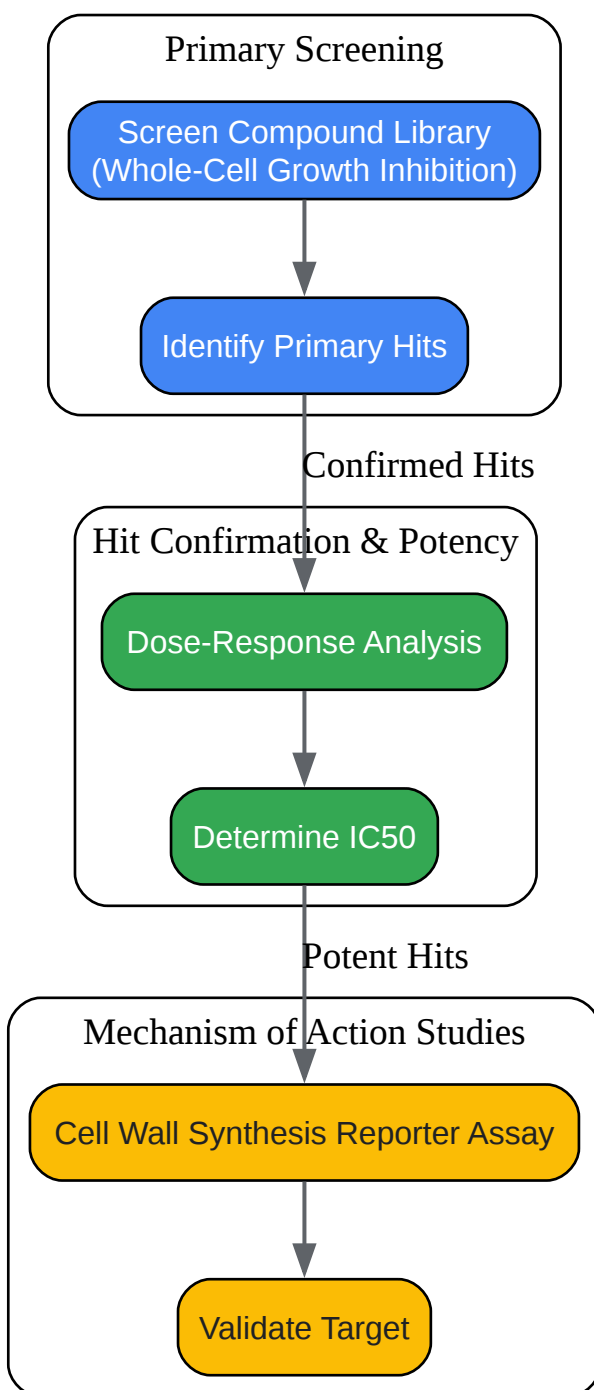 Primary Screening
Screen Compound Library
(Whole-Cell Growth Inhibition)
Identify Primary Hits
Confirmed Hits
Hit Confirmation & Potency
Dose-Response Analysis
Determine IC50
Potent Hits
Mechanism of Action Studies
Cell Wall Synthesis Reporter Assay
Validate Target